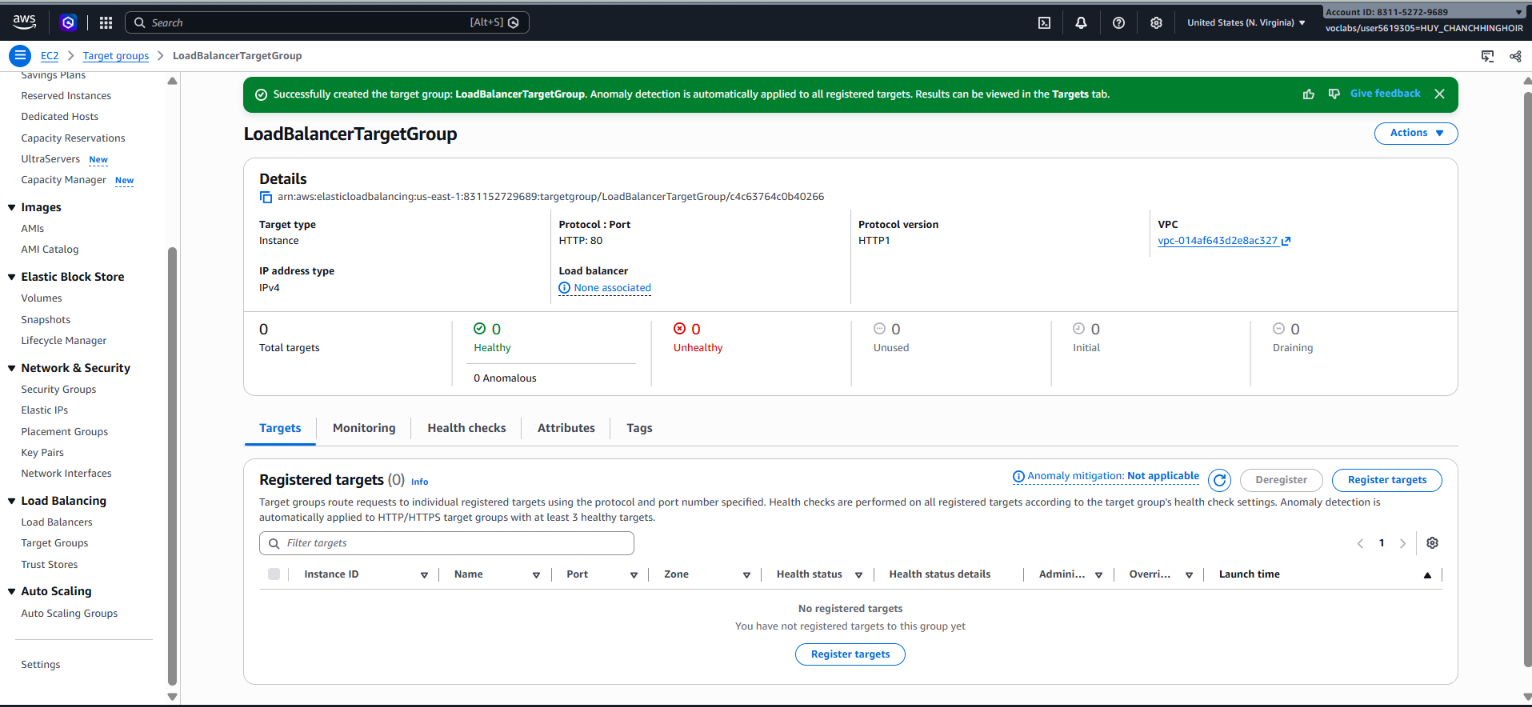 aws
Search [Alt+S]
United States (N. Virginia)
Account ID: 8311-5272-9689
voclabs/user5619305=HUY_CHANCHHINGHOIR
EC2 > Target groups > LoadBalancerTargetGroup
Savings Plans
Reserved Instances
Dedicated Hosts
Capacity Reservations
UltraServers New
Capacity Manager New
Images
AMIs
AMI Catalog
Elastic Block Store
Volumes
Snapshots
Lifecycle Manager
Network & Security
Security Groups
Elastic IPs
Placement Groups
Key Pairs
Network Interfaces
Load Balancing
Load Balancers
Target Groups
Trust Stores
Auto Scaling
Auto Scaling Groups
Settings
Successfully created the target group: LoadBalancerTargetGroup. Anomaly detection is automatically applied to all registered targets. Results can be viewed in the Targets tab.
Give feedback
LoadBalancerTargetGroup
Actions
Details
arn:aws:elasticloadbalancing:us-east-1:831152729689:targetgroup/LoadBalancerTargetGroup/c4c63764c0b40266
Target type
Instance
Protocol : Port
HTTP: 80
Protocol version
HTTP1
VPC
vpc-014af643d2e8ac327
IP address type
IPv4
Load balancer
None associated
0
Total targets
0
Healthy
0 Anomalous
0
Unhealthy
0
Unused
0
Initial
0
Draining
Targets
Monitoring
Health checks
Attributes
Tags
Registered targets (0) Info
Anomaly mitigation: Not applicable
Deregister
Register targets
Target groups route requests to individual registered targets using the protocol and port number specified. Health checks are performed on all registered targets according to the target group's health check settings. Anomaly detection is
automatically applied to HTTP/HTTPS target groups with at least 3 healthy targets.
Filter targets
1
Instance ID
Name
Port
Zone
Health status
Health status details
Admini...
Overri...
Launch time
No registered targets
You have not registered targets to this group yet
Register targets